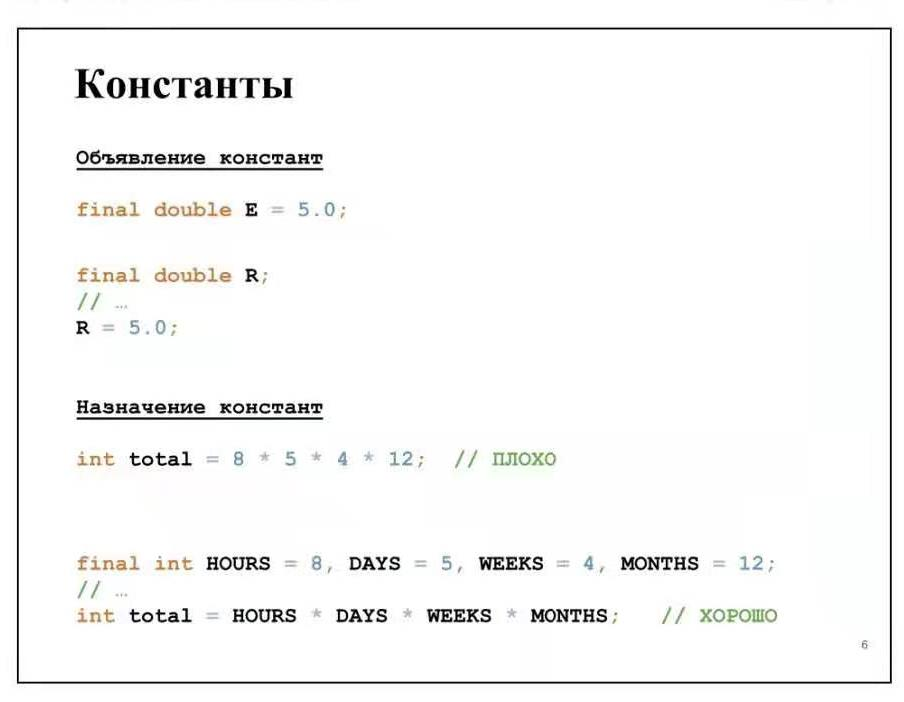 Константы
Объявление констант
final double E = 5.0;
final double R;
// …
R = 5.0;
Назначение констант
int total = 8 * 5 * 4 * 12; // ПЛОХО
final int HOURS = 8, DAYS = 5, WEEKS = 4, MONTHS = 12;
// …
int total = HOURS * DAYS * WEEKS * MONTHS; // ХОРОШО
6